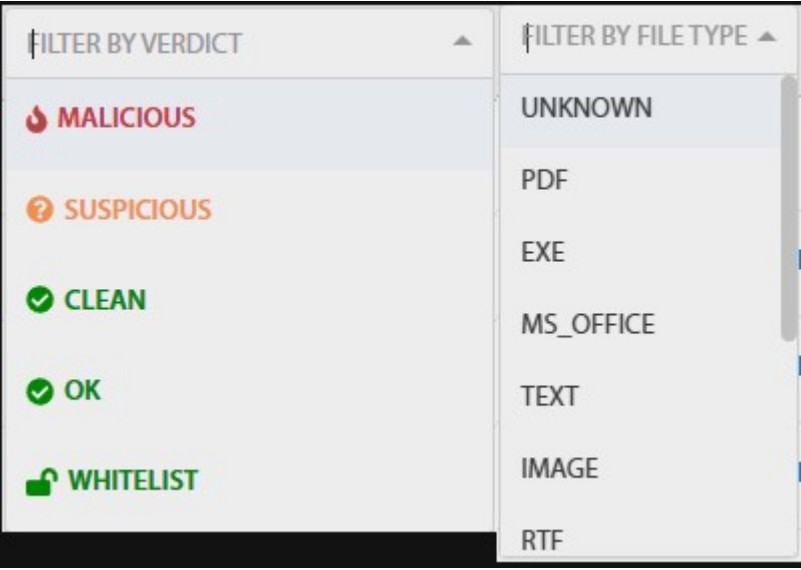 FILTER BY VERDICT
MALICIOUS
SUSPICIOUS
CLEAN
OK
WHITELIST
FILTER BY FILE TYPE
UNKNOWN
PDF
EXE
MS_OFFICE
TEXT
IMAGE
RTF